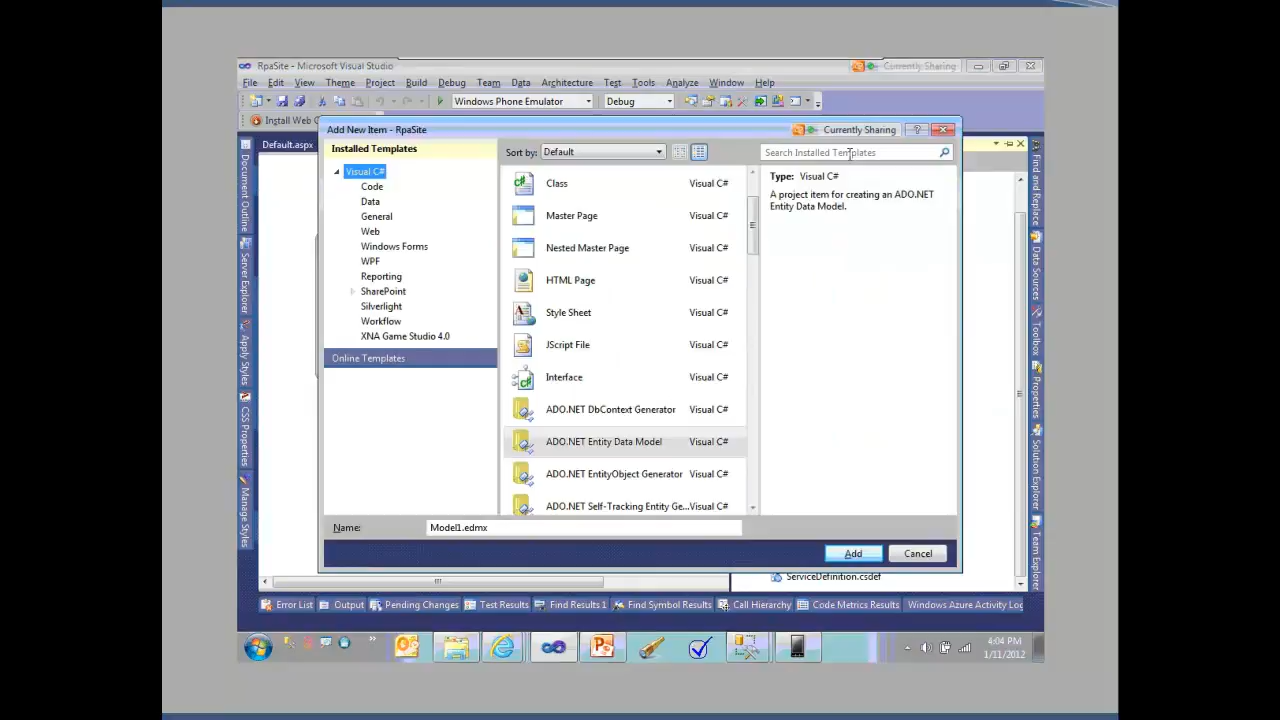 RpaSite - Microsoft Visual Studio
Currently Sharing
File Edit View Theme Project Build Debug Team Data Architecture Test Tools Analyze Window Help
Windows Phone Emulator
Debug
Install Web
Default.aspx
Add New Item - RpaSite
Currently Sharing
Installed Templates
Visual C#
Code
Data
General
Web
Windows Forms
WPF
Reporting
SharePoint
Silverlight
Workflow
XNA Game Studio 4.0
Online Templates
Sort by: Default
Class Visual C#
Master Page Visual C#
Nested Master Page Visual C#
HTML Page Visual C#
Style Sheet Visual C#
JScript File Visual C#
Interface Visual C#
ADO.NET DbContext Generator Visual C#
ADO.NET Entity Data Model Visual C#
ADO.NET EntityObject Generator Visual C#
ADO.NET Self-Tracking Entity Ge... Visual C#
Search Installed Templates
Type: Visual C#
A project item for creating an ADO.NET
Entity Data Model.
Name: Model1.edmx
Add
Cancel
Document Outline
Server Explorer
Apply Styles
CSS Properties
Manage Styles
Find and Replace
Data Sources
Toolbox
Properties
Solution Explorer
Team Explorer
ServiceDefinition.csdef
Error List Output Pending Changes Test Results Find Results 1 Find Symbol Results Call Hierarchy Code Metrics Results Windows Azure Activity Log
4:04 PM
1/11/2012